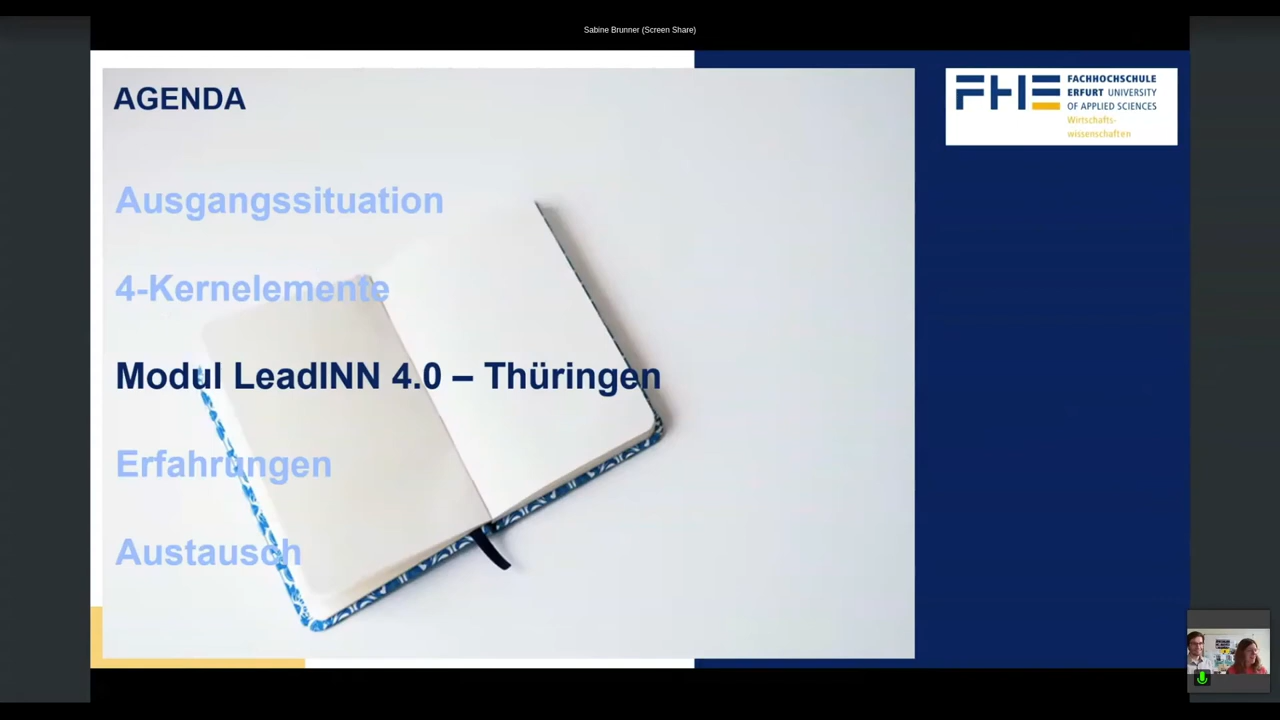 Sabine Brunner (Screen Share)
AGENDA
Ausgangssituation
4-Kernelemente
Modul LeadINN 4.0 – Thüringen
Erfahrungen
Austausch
FHE
FACHHOCHSCHULE
ERFURT UNIVERSITY
OF APPLIED SCIENCES
Wirtschafts-
wissenschaften